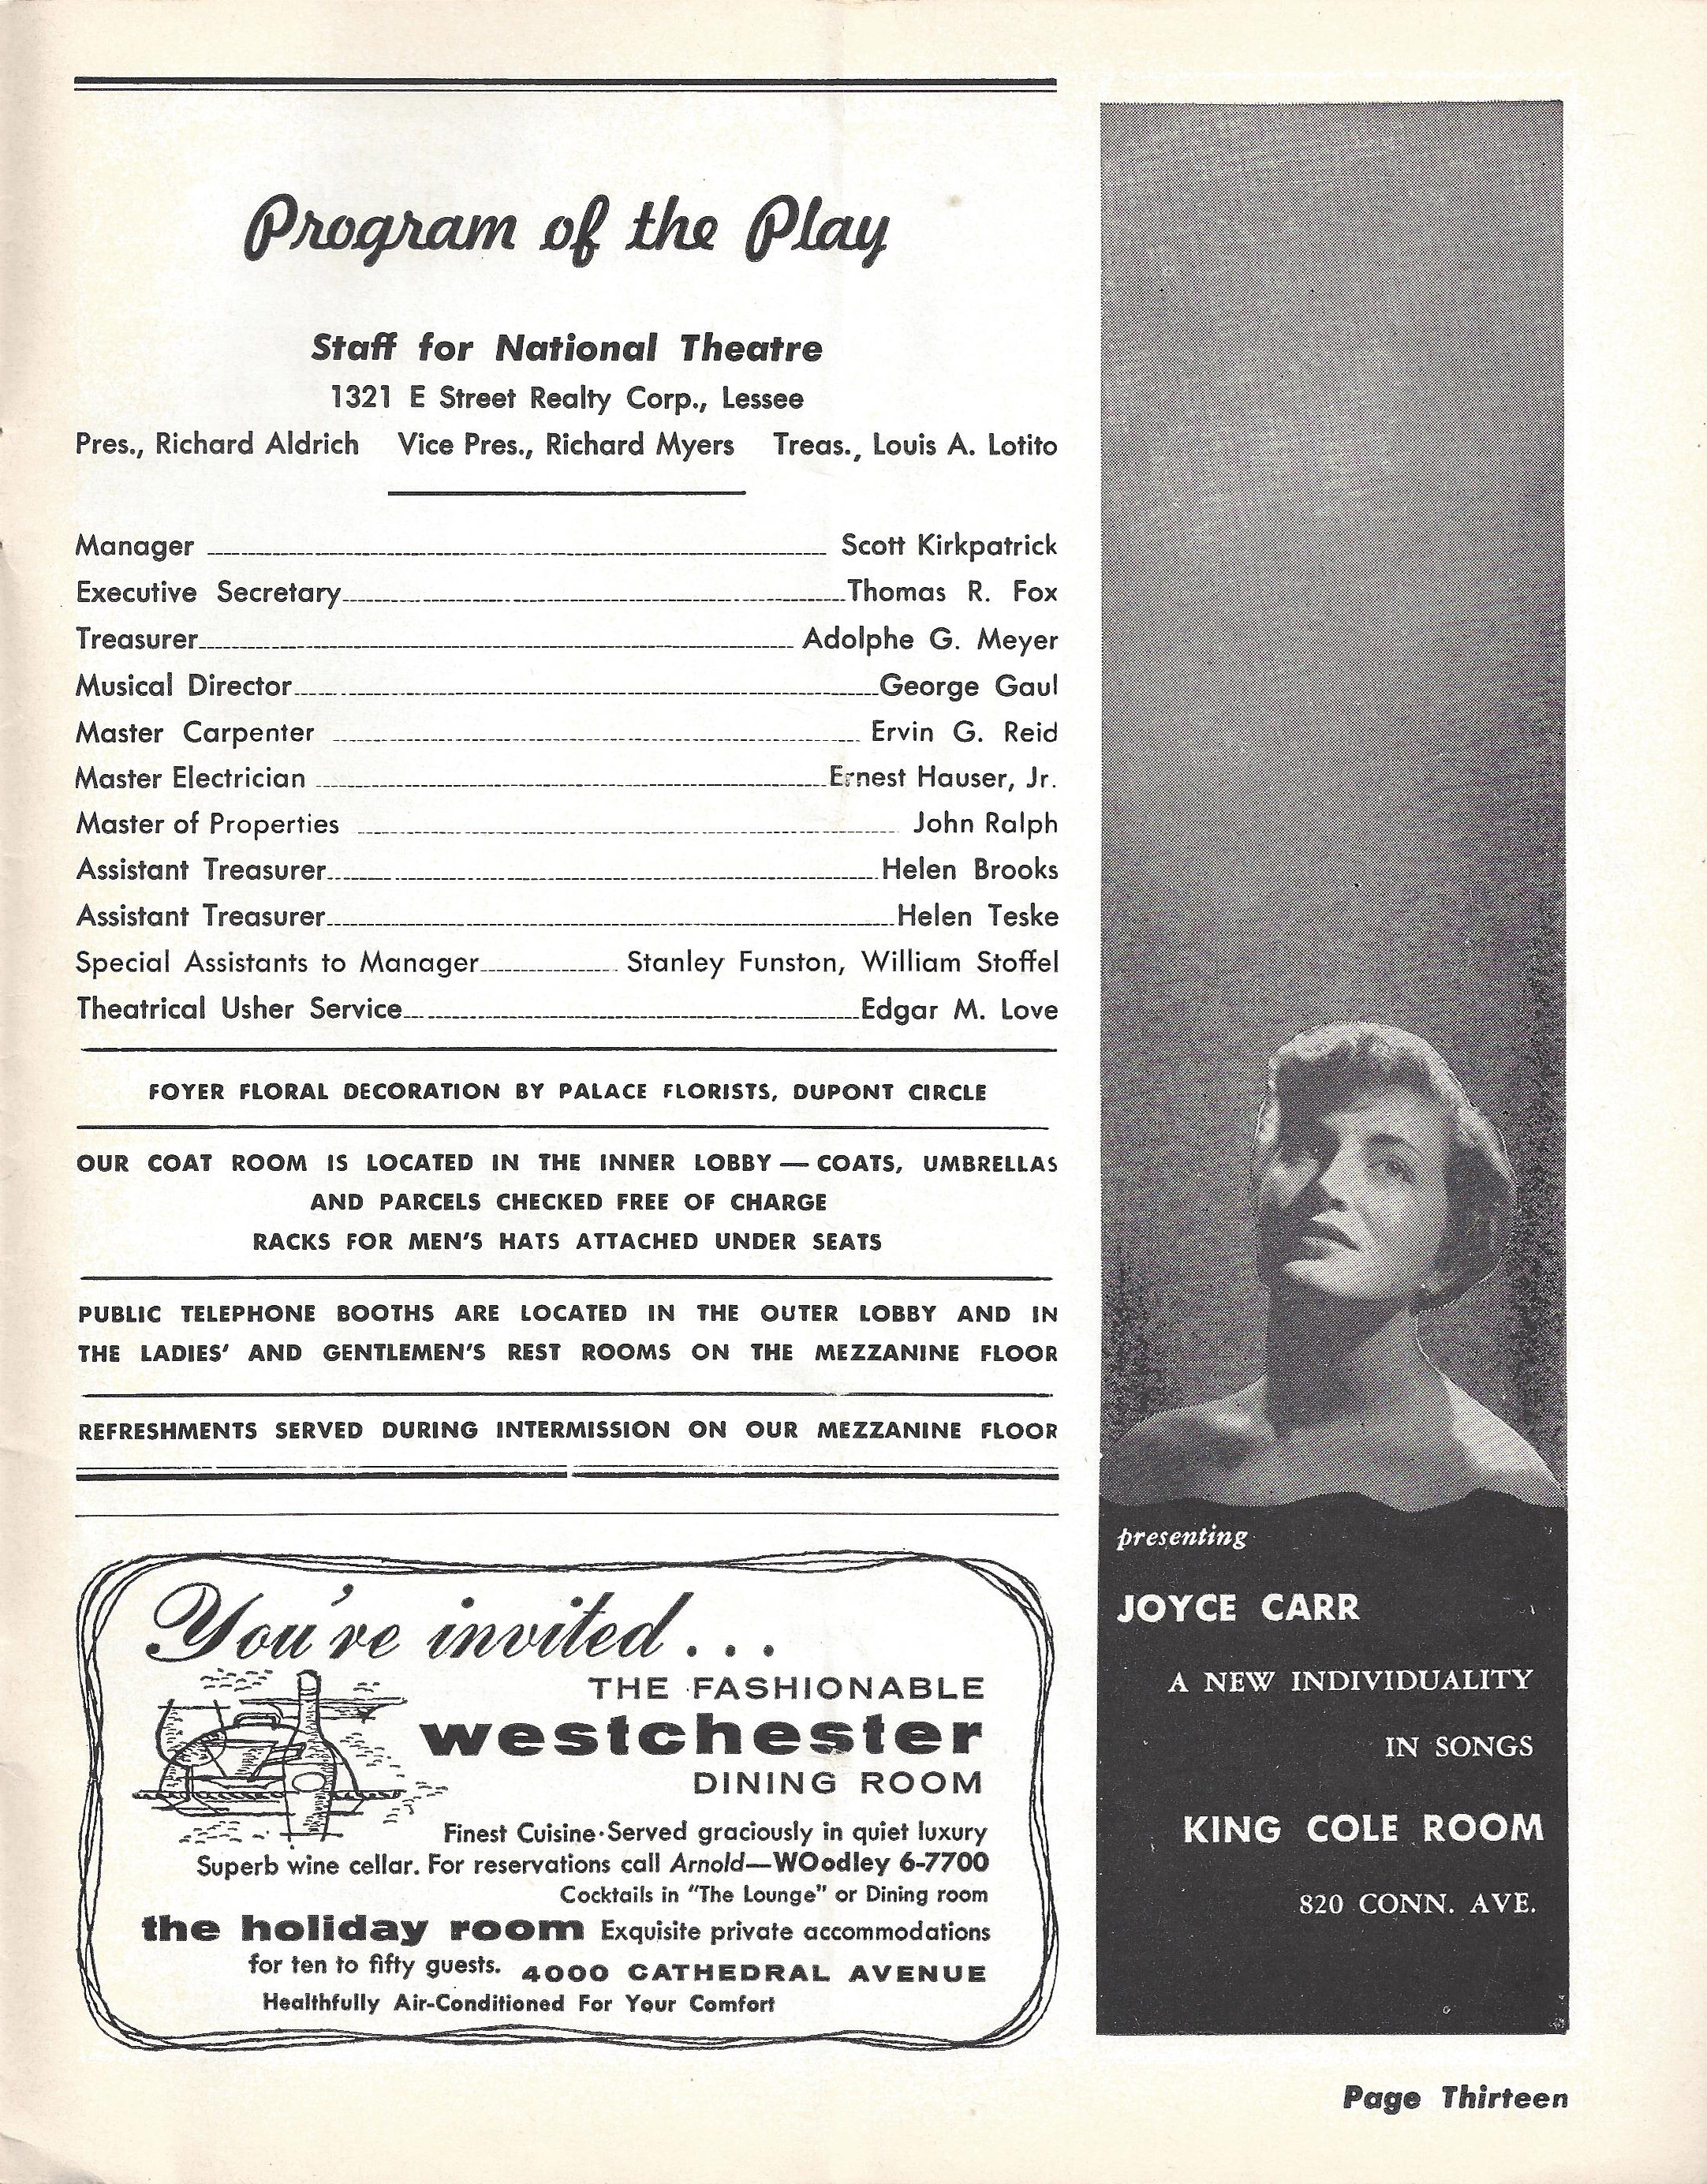 Program of the Play
Staff for National Theatre
1321 E Street Realty Corp., Lessee
Pres., Richard Aldrich Vice Pres., Richard Myers Treas., Louis A. Lotito
Manager Scott Kirkpatrick
Executive Secretary Thomas R. Fox
Treasurer Adolphe G. Meyer
Musical Director George Gaul
Master Carpenter Ervin G. Reid
Master Electrician Ernest Hauser, Jr.
Master of Properties John Ralph
Assistant Treasurer Helen Brooks
Assistant Treasurer Helen Teske
Special Assistants to Manager Stanley Funston, William Stoffel
Theatrical Usher Service Edgar M. Love
FOYER FLORAL DECORATION BY PALACE FLORISTS, DUPONT CIRCLE
OUR COAT ROOM IS LOCATED IN THE INNER LOBBY — COATS, UMBRELLAS
AND PARCELS CHECKED FREE OF CHARGE
RACKS FOR MEN'S HATS ATTACHED UNDER SEATS
PUBLIC TELEPHONE BOOTHS ARE LOCATED IN THE OUTER LOBBY AND IN
THE LADIES' AND GENTLEMEN'S REST ROOMS ON THE MEZZANINE FLOOR
REFRESHMENTS SERVED DURING INTERMISSION ON OUR MEZZANINE FLOOR
You're invited...
THE FASHIONABLE
westchester
DINING ROOM
Finest Cuisine·Served graciously in quiet luxury
Superb wine cellar. For reservations call Arnold—WOodley 6-7700
Cocktails in "The Lounge" or Dining room
the holiday room Exquisite private accommodations
for ten to fifty guests. 4000 CATHEDRAL AVENUE
Healthfully Air-Conditioned For Your Comfort
presenting
JOYCE CARR
A NEW INDIVIDUALITY
IN SONGS
KING COLE ROOM
820 CONN. AVE.
Page Thirteen